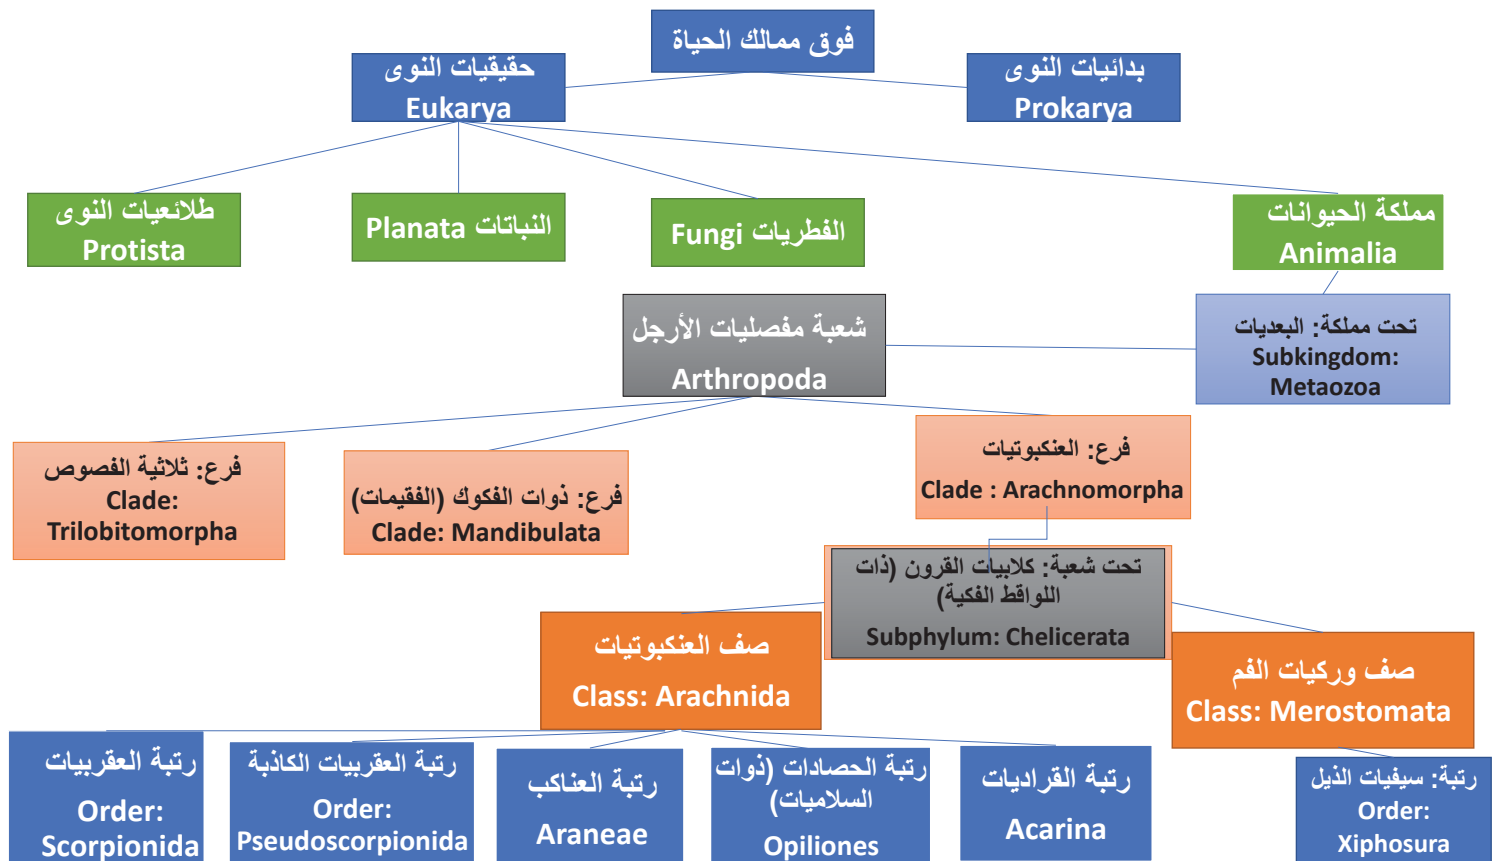 فوق ممالك الحياة
حقيقيات النوى
Eukarya
بدائيات النوى
Prokarya
طلائعيات النوى
Protista
النباتات Planata
الفطريات Fungi
مملكة الحيوانات
Animalia
شعبة مفصليات الأرجل
Arthropoda
تحت مملكة: البعديات
Subkingdom:
Metaozoa
فرع: ثلاثية الفصوص
Clade:
Trilobitomorpha
فرع: ذوات الفكوك (الفقيمات)
Clade: Mandibulata
فرع: العنكبوتيات
Clade : Arachnomorpha
تحت شعبة: كلابيات القرون (ذات
اللواقط الفكية)
Subphylum: Chelicerata
صف العنكبوتيات
Class: Arachnida
صف وركيات الفم
Class: Merostomata
رتبة العقربيات
Order:
Scorpionida
رتبة العقربيات الكاذبة
Order:
Pseudoscorpionida
رتبة العناكب
Araneae
رتبة الحصادات (ذوات
السلاميات)
Opiliones
رتبة القراديات
Acarina
رتبة: سيفيات الذيل
Order:
Xiphosura